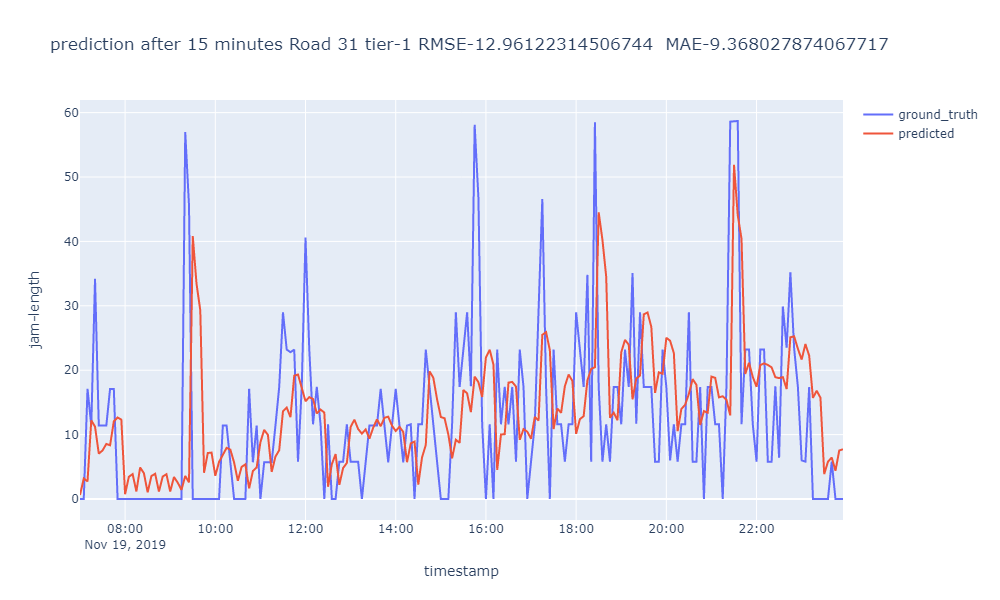 prediction after 15 minutes Road 31 tier-1 RMSE-12.96122314506744  MAE-9.368027874067717
ground_truth
predicted
60
50
40
30
20
10
0
jam-length
08:00 10:00 12:00 14:00 16:00 18:00 20:00 22:00
Nov 19, 2019
timestamp